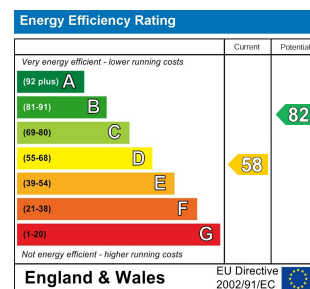 Energy Efficiency Rating
Current Potential
Very energy efficient - lower running costs
(92 plus) A
(81-91) B
82
(69-80) C
(55-68) D
58
(39-54) E
(21-38) F
(1-20) G
Not energy efficient - higher running costs
England & Wales
EU Directive
2002/91/EC